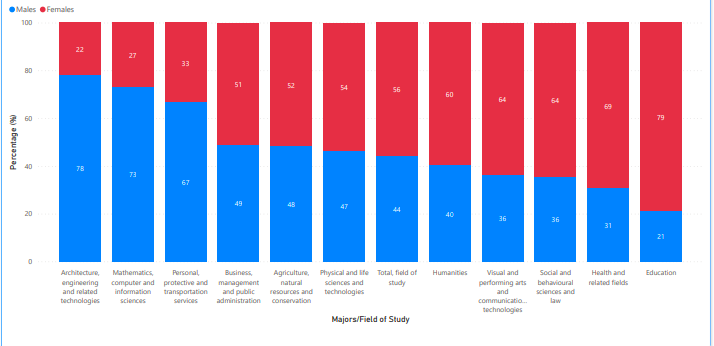 Males Females
100
80
60
40
20
0
Percentage (%)
22 27 33 51 52 54 56 60 64 64 69 79
78 73 67 49 48 47 44 40 36 36 31 21
Architecture, engineering and related technologies
Mathematics, computer and information sciences
Personal, protective and transportation services
Business, management and public administration
Agriculture, natural resources and conservation
Physical and life sciences and technologies
Total, field of study
Humanities
Visual and performing arts and communicatio... technologies
Social and behavioural sciences and law
Health and related fields
Education
Majors/Field of Study